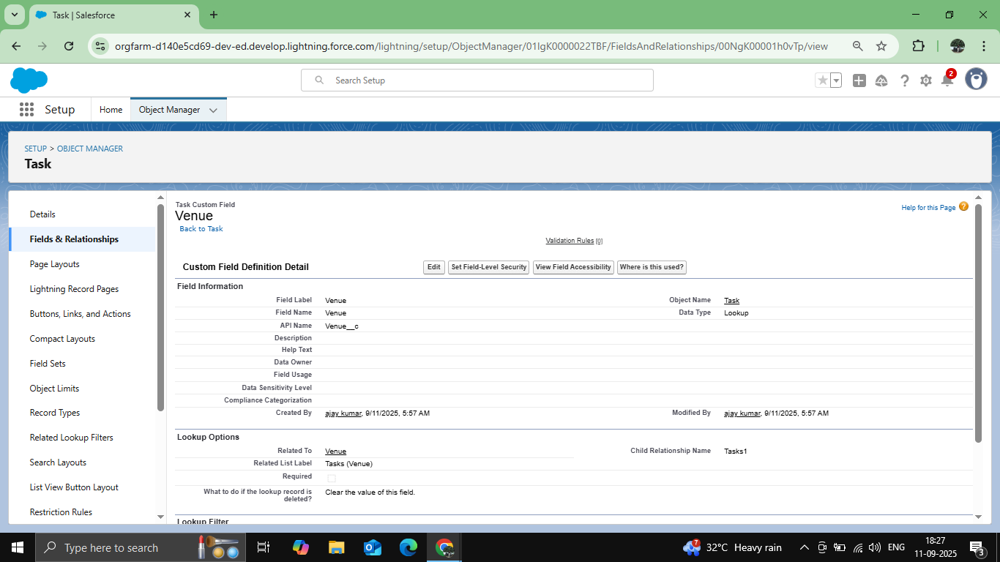 Task | Salesforce
orgfarm-d140e5cd69-dev-ed.develop.lightning.force.com/lightning/setup/ObjectManager/01IgK0000022TBF/FieldsAndRelationships/00NgK00001h0vTp/view
Search Setup
2
Setup
Home
Object Manager
SETUP > OBJECT MANAGER
Task
Details
Fields & Relationships
Page Layouts
Lightning Record Pages
Buttons, Links, and Actions
Compact Layouts
Field Sets
Object Limits
Record Types
Related Lookup Filters
Search Layouts
List View Button Layout
Restriction Rules
Task Custom Field
Venue
Back to Task
Help for this Page ?
Validation Rules [0]
Custom Field Definition Detail
Edit Set Field-Level Security View Field Accessibility Where is this used?
Field Information
Field Label Venue Object Name Task
Field Name Venue Data Type Lookup
API Name Venue__c
Description
Help Text
Data Owner
Field Usage
Data Sensitivity Level
Compliance Categorization
Created By ajay kumar, 9/11/2025, 5:57 AM Modified By ajay kumar, 9/11/2025, 5:57 AM
Lookup Options
Related To Venue Child Relationship Name Tasks1
Related List Label Tasks (Venue)
Required
What to do if the lookup record is
deleted? Clear the value of this field.
Lookup Filter
Type here to search
7
32°C Heavy rain
ENG
18:27
11-09-2025
3